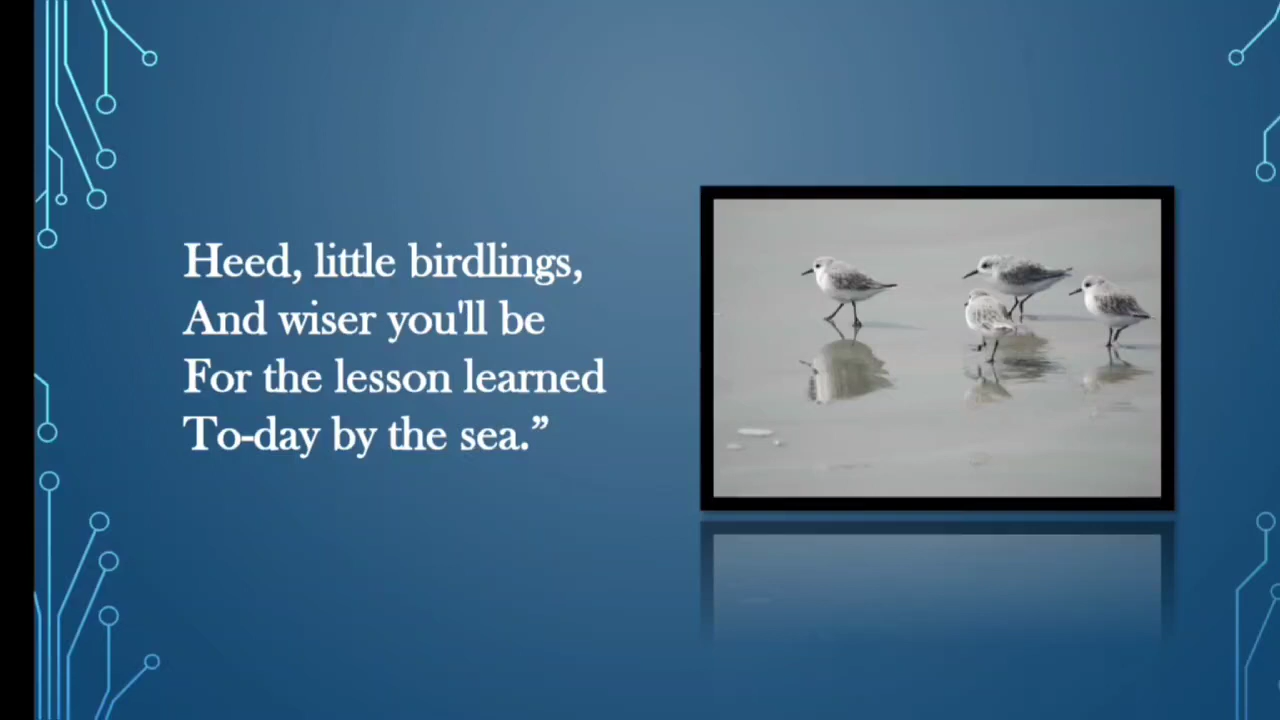 Heed, little birdlings,
And wiser you'll be
For the lesson learned
To-day by the sea.”